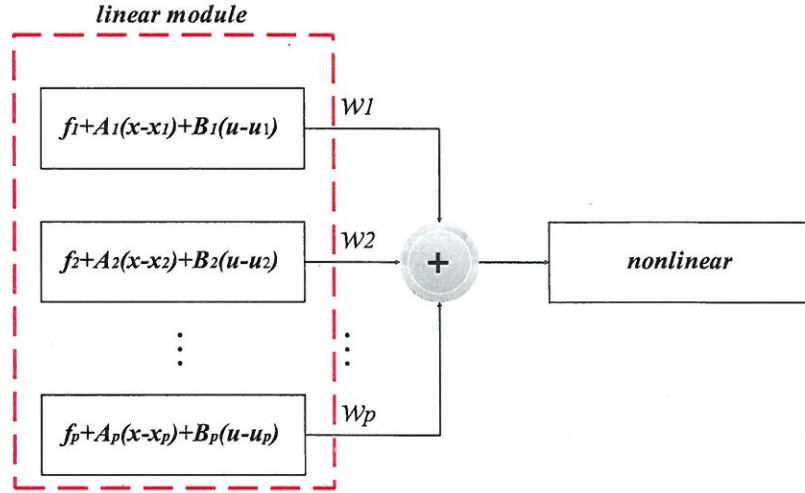 linear module
f1+A1(x-x1)+B1(u-u1)
W1
f2+A2(x-x2)+B2(u-u2)
W2
+
nonlinear
⋮ ⋮
fp+Ap(x-xp)+Bp(u-up)
Wp